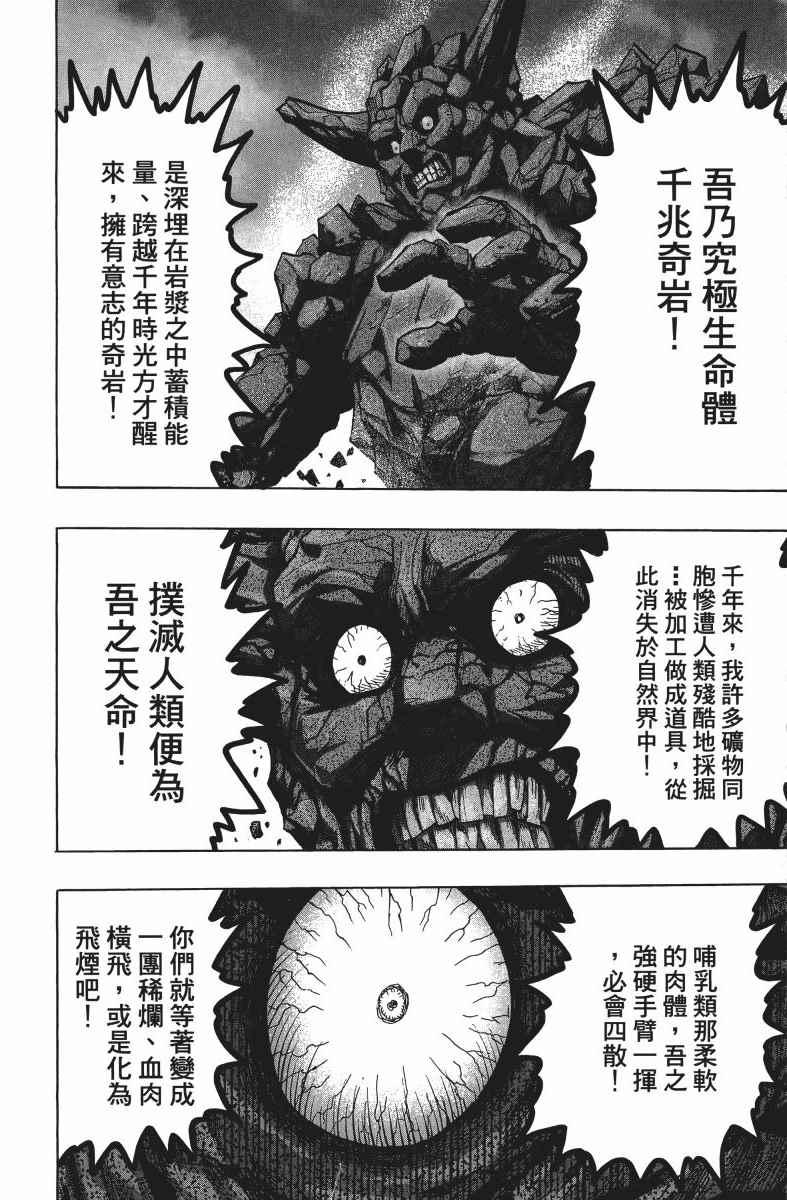 吾乃究極生命體
千兆奇岩！
是深埋在岩漿之中蓄積能
量、跨越千年時光方才醒
來，擁有意志的奇岩！
千年來，我許多礦物同
胞慘遭人類殘酷地採掘
…被加工做成道具，從
此消失於自然界中！
撲滅人類便為
吾之天命！
哺乳類那柔軟
的肉體，吾之
強硬手臂一揮
，必會四散！
你們就等著變成
一團稀爛、血肉
橫飛，或是化為
飛煙吧！